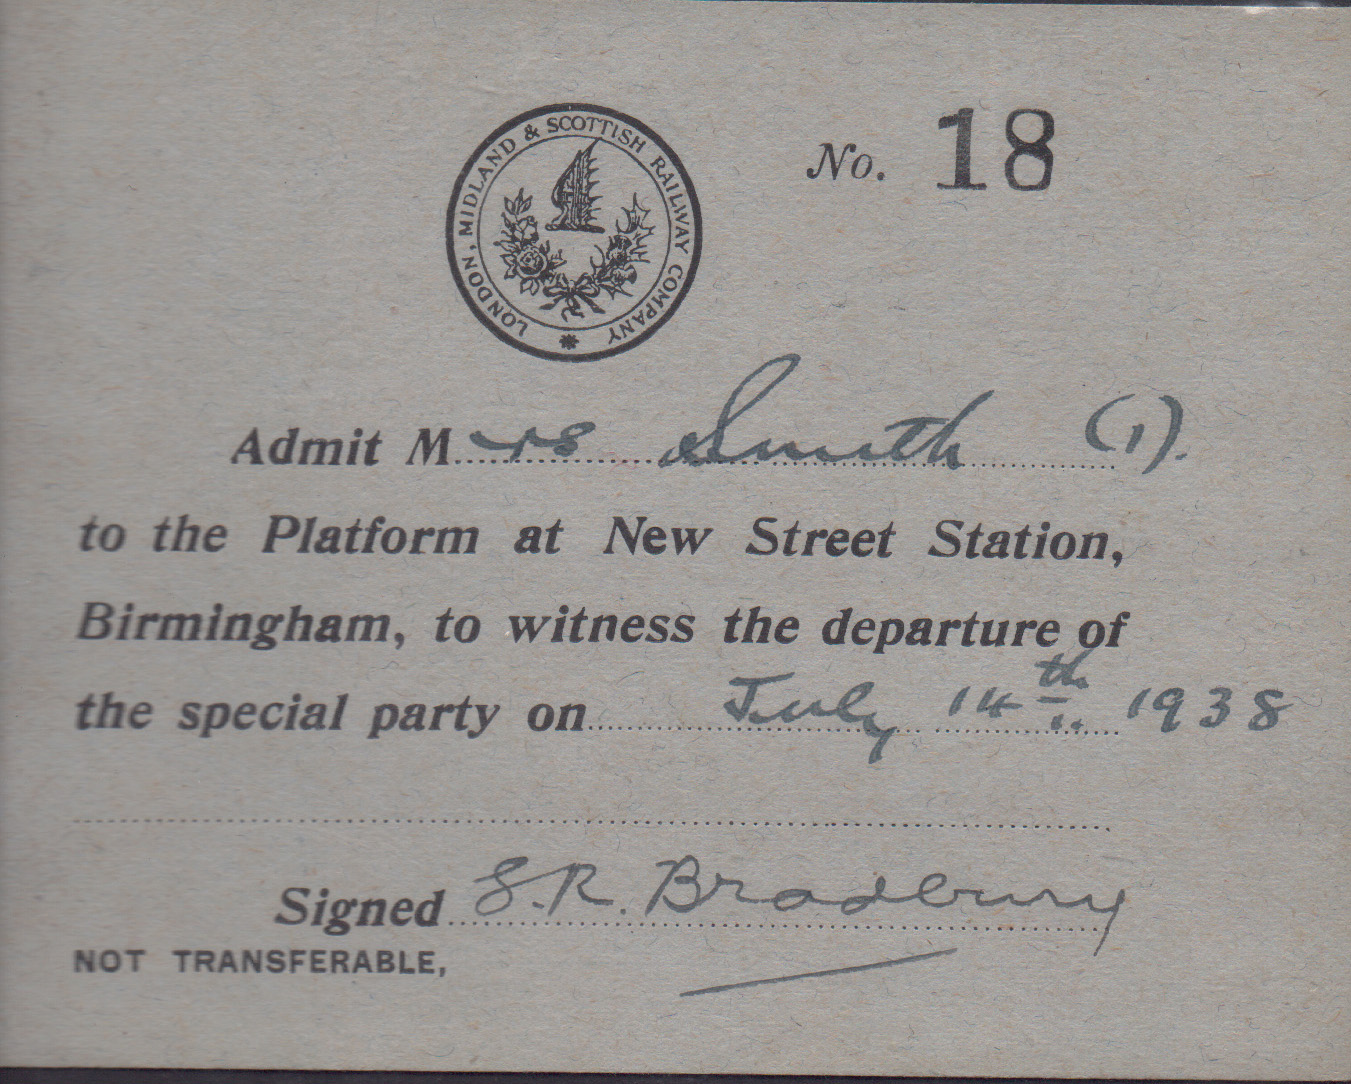 LONDON, MIDLAND & SCOTTISH RAILWAY COMPANY
No. 18
Admit Mrs Smith (1).
to the Platform at New Street Station,
Birmingham, to witness the departure of
the special party on July 14th 1938
Signed S.R. Bradbury
NOT TRANSFERABLE,